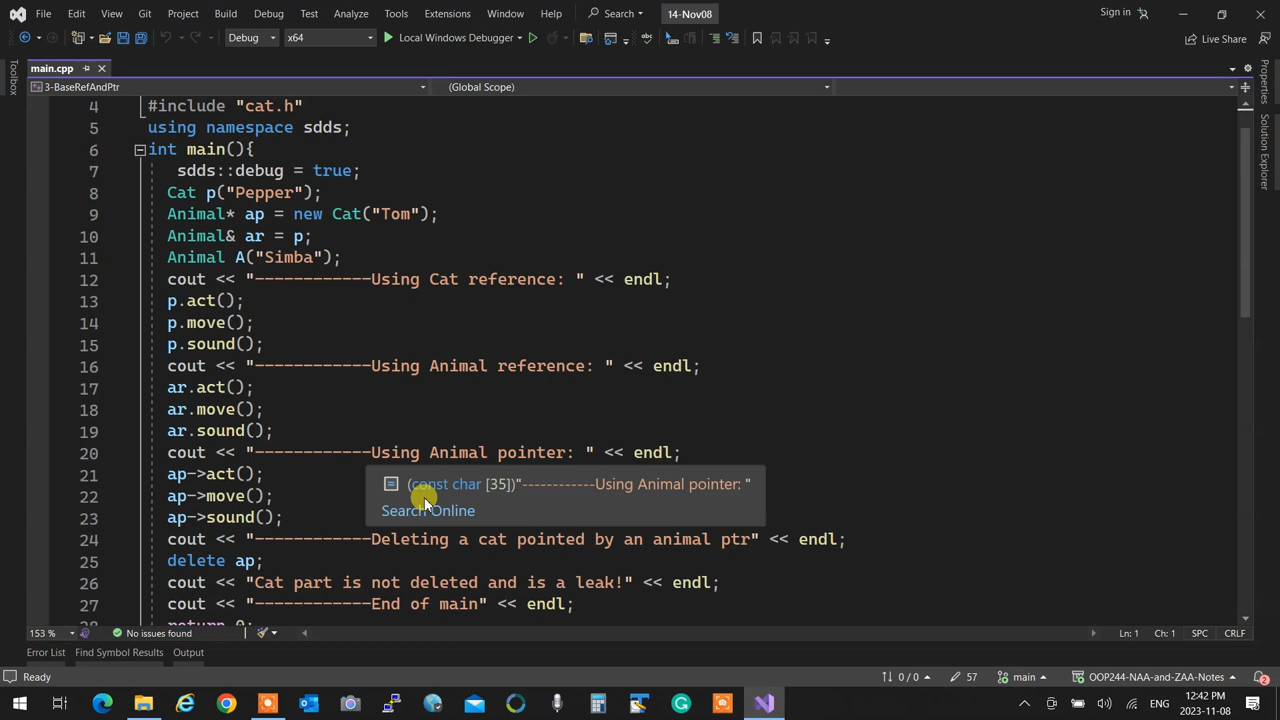 File Edit View Git Project Build Debug Test Analyze Tools Extensions Window Help Search 14-Nov08 Sign in
Debug x64 Local Windows Debugger Live Share
Toolbox
main.cpp
3-BaseRefAndPtr (Global Scope)
4 #include "cat.h"
5 using namespace sdds;
6 int main(){
7 sdds::debug = true;
8 Cat p("Pepper");
9 Animal* ap = new Cat("Tom");
10 Animal& ar = p;
11 Animal A("Simba");
12 cout << "------------Using Cat reference: " << endl;
13 p.act();
14 p.move();
15 p.sound();
16 cout << "------------Using Animal reference: " << endl;
17 ar.act();
18 ar.move();
19 ar.sound();
20 cout << "------------Using Animal pointer: " << endl;
21 ap->act();
(const char [35])"------------Using Animal pointer: "
22 ap->move();
Search Online
23 ap->sound();
24 cout << "------------Deleting a cat pointed by an animal ptr" << endl;
25 delete ap;
26 cout << "Cat part is not deleted and is a leak!" << endl;
27 cout << "------------End of main" << endl;
28 return 0;
Properties
Solution Explorer
153 % No issues found Ln: 1 Ch: 1 SPC CRLF
Error List Find Symbol Results Output
Ready 0 / 0 57 main OOP244-NAA-and-ZAA-Notes 2
ENG 12:42 PM
2023-11-08